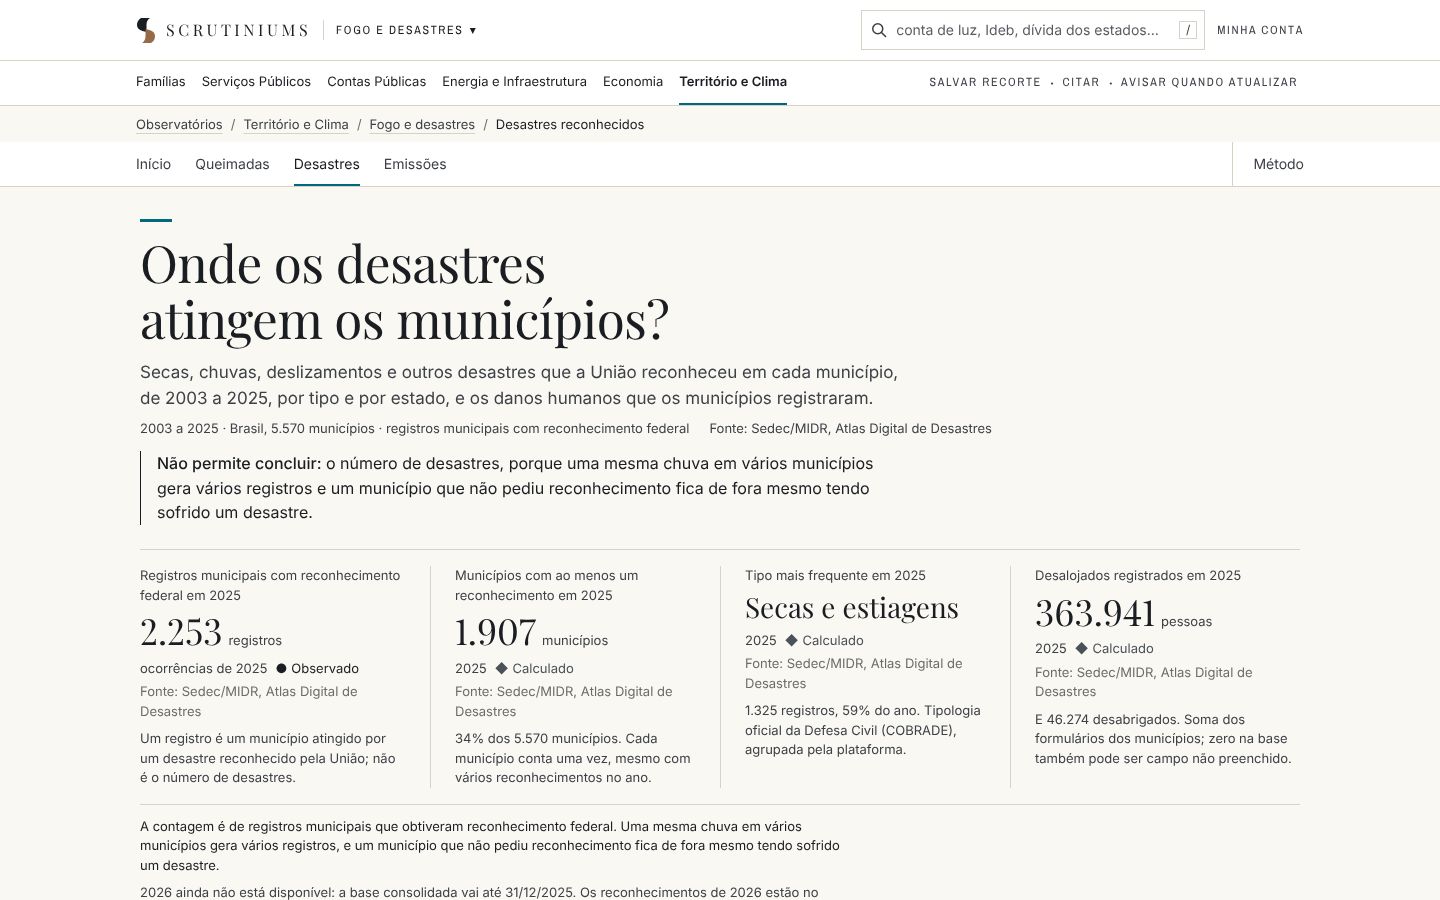 SCRUTINIUMS
FOGO E DESASTRES ▼
conta de luz, Ideb, dívida dos estados...
/
MINHA CONTA
Famílias
Serviços Públicos
Contas Públicas
Energia e Infraestrutura
Economia
Território e Clima
SALVAR RECORTE · CITAR · AVISAR QUANDO ATUALIZAR
Observatórios / Território e Clima / Fogo e desastres / Desastres reconhecidos
Início
Queimadas
Desastres
Emissões
Método
Onde os desastres
atingem os municípios?
Secas, chuvas, deslizamentos e outros desastres que a União reconheceu em cada município,
de 2003 a 2025, por tipo e por estado, e os danos humanos que os municípios registraram.
2003 a 2025 · Brasil, 5.570 municípios · registros municipais com reconhecimento federal
Fonte: Sedec/MIDR, Atlas Digital de Desastres
Não permite concluir: o número de desastres, porque uma mesma chuva em vários municípios
gera vários registros e um município que não pediu reconhecimento fica de fora mesmo tendo
sofrido um desastre.
Registros municipais com reconhecimento
federal em 2025
2.253 registros
ocorrências de 2025 ● Observado
Fonte: Sedec/MIDR, Atlas Digital de
Desastres
Um registro é um município atingido por
um desastre reconhecido pela União; não
é o número de desastres.
Municípios com ao menos um
reconhecimento em 2025
1.907 municípios
2025 ◆ Calculado
Fonte: Sedec/MIDR, Atlas Digital de
Desastres
34% dos 5.570 municípios. Cada
município conta uma vez, mesmo com
vários reconhecimentos no ano.
Tipo mais frequente em 2025
Secas e estiagens
2025 ◆ Calculado
Fonte: Sedec/MIDR, Atlas Digital de
Desastres
1.325 registros, 59% do ano. Tipologia
oficial da Defesa Civil (COBRADE),
agrupada pela plataforma.
Desalojados registrados em 2025
363.941 pessoas
2025 ◆ Calculado
Fonte: Sedec/MIDR, Atlas Digital de
Desastres
E 46.274 desabrigados. Soma dos
formulários dos municípios; zero na base
também pode ser campo não preenchido.
A contagem é de registros municipais que obtiveram reconhecimento federal. Uma mesma chuva em vários
municípios gera vários registros, e um município que não pediu reconhecimento fica de fora mesmo tendo sofrido
um desastre.
2026 ainda não está disponível: a base consolidada vai até 31/12/2025. Os reconhecimentos de 2026 estão no